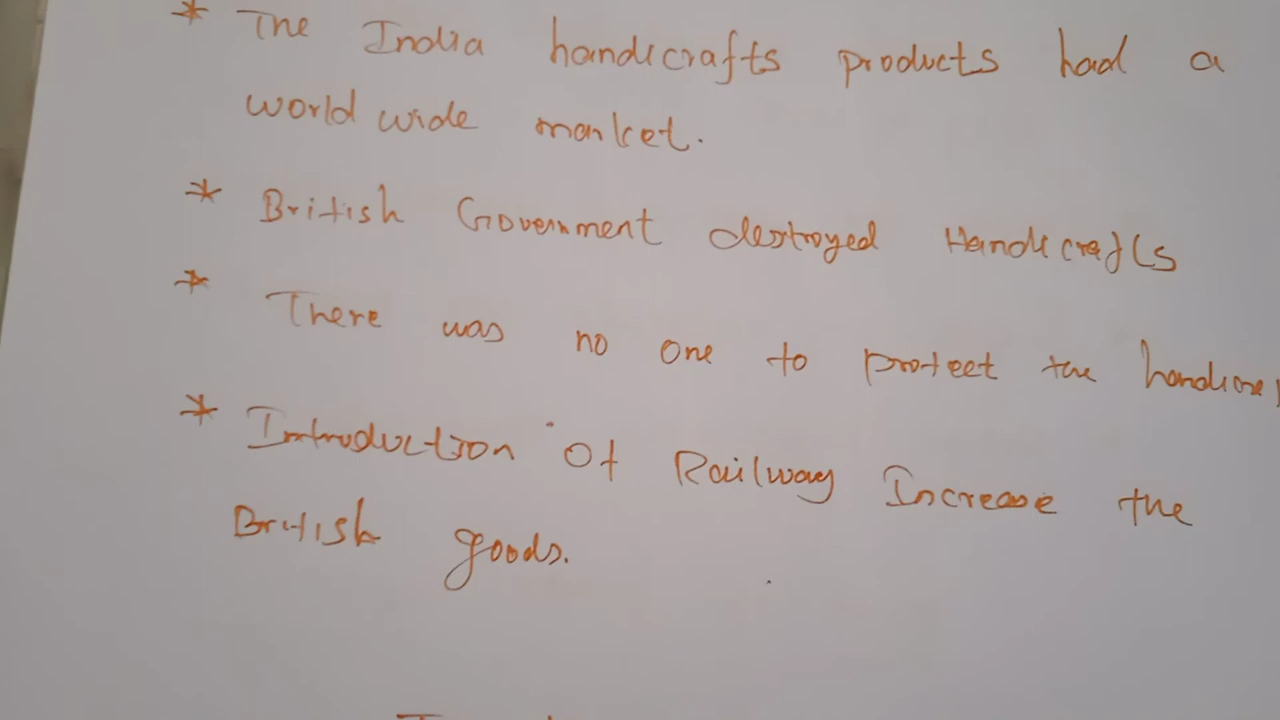 * The India handicrafts products had a
world wide market.
* British Government destroyed Handicrafts
* There was no one to protect the
* Introduction Of Railway Increase the
British goods.